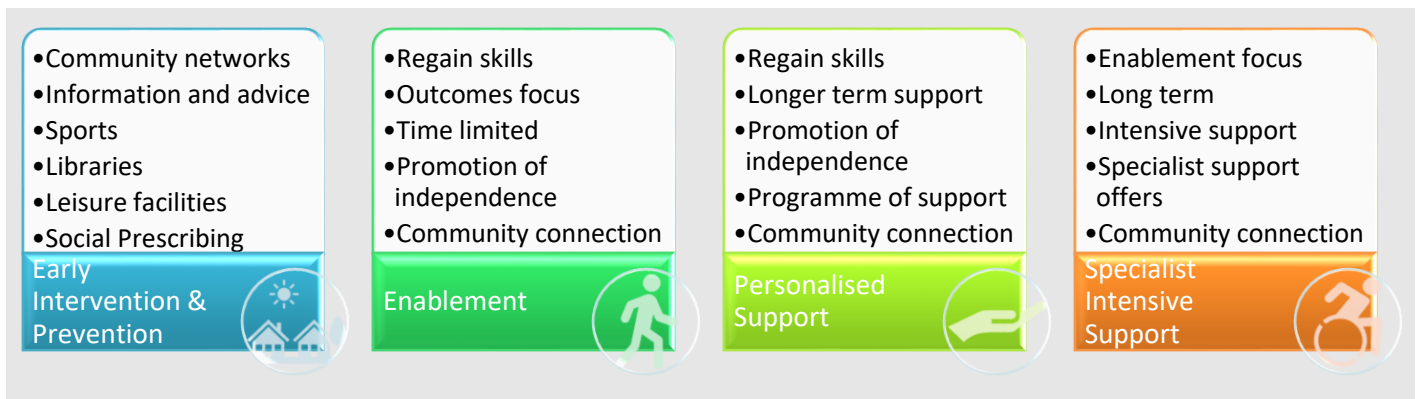 •Community networks
•Information and advice
•Sports
•Libraries
•Leisure facilities
•Social Prescribing
Early
Intervention &
Prevention
•Regain skills
•Outcomes focus
•Time limited
•Promotion of
independence
•Community connection
Enablement
•Regain skills
•Longer term support
•Promotion of
independence
•Programme of support
•Community connection
Personalised
Support
•Enablement focus
•Long term
•Intensive support
•Specialist support
offers
•Community connection
Specialist
Intensive
Support